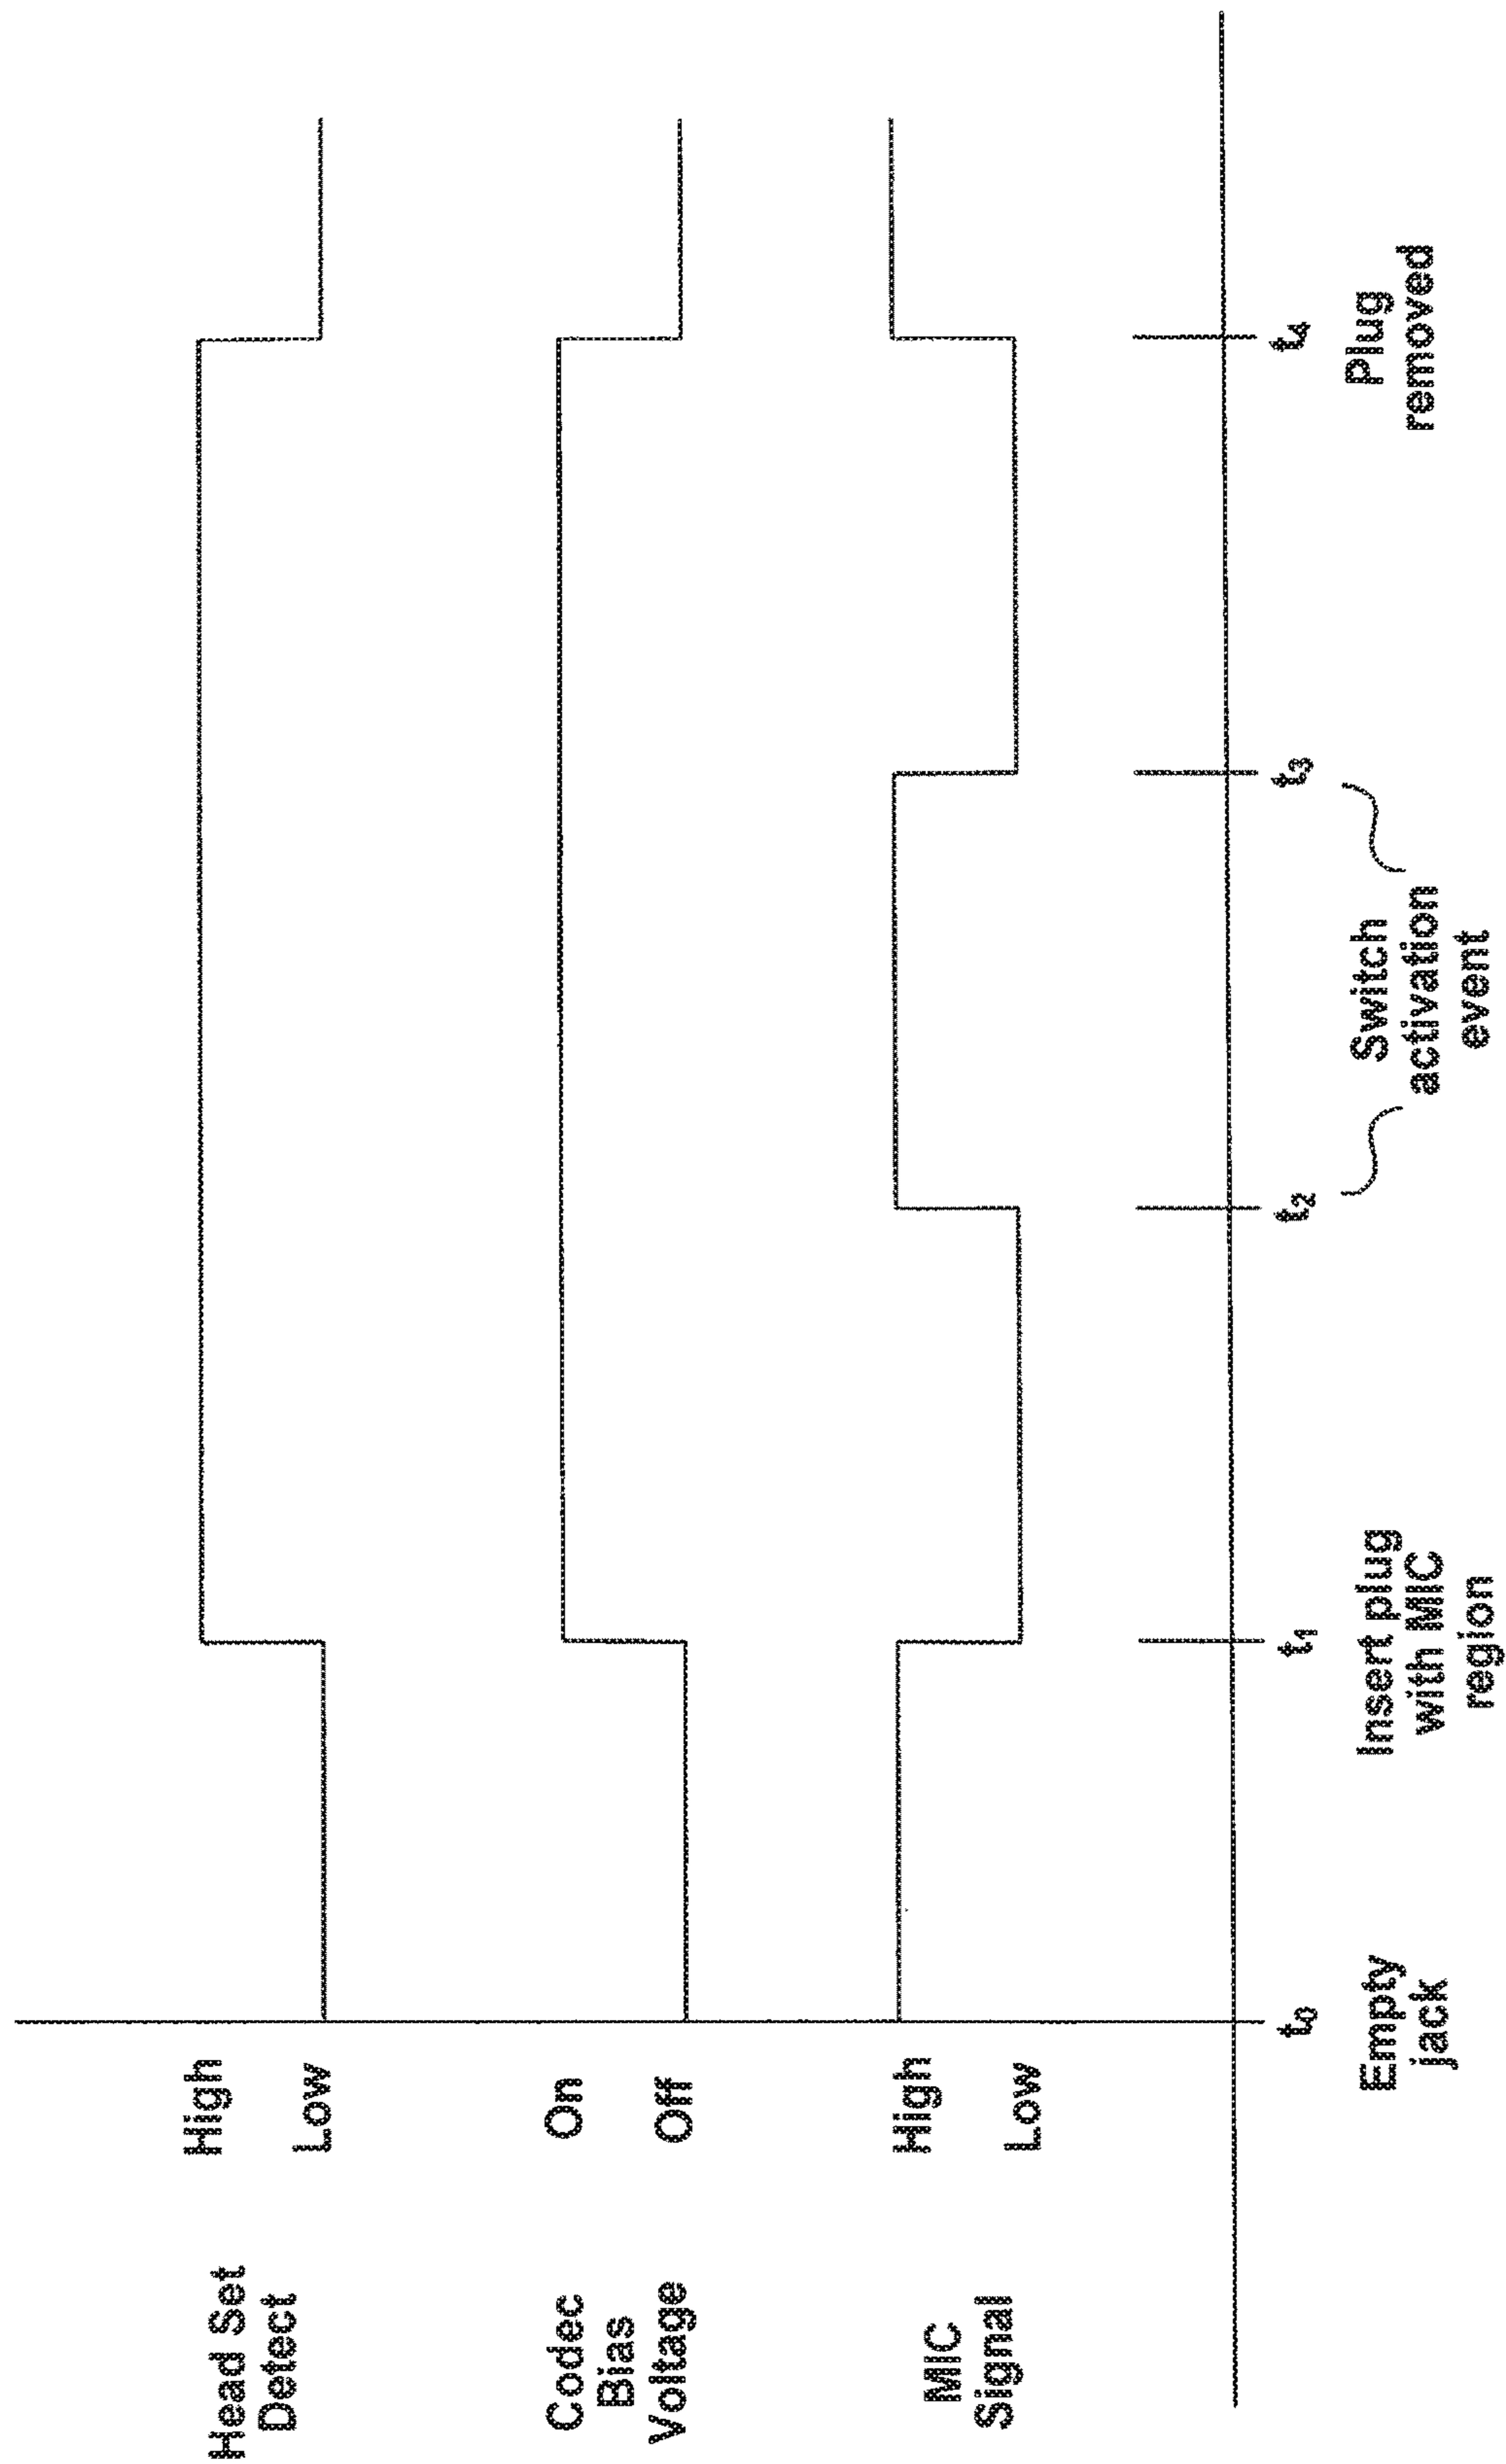 Head Set
Detect
High
Low
Codec
Bias
Voltage
On
Off
MIC
Signal
High
Low
t0
t1
t2
t3
t4
Empty
jack
Insert plug
with MIC
region
Switch
activation
event
Plug
removed